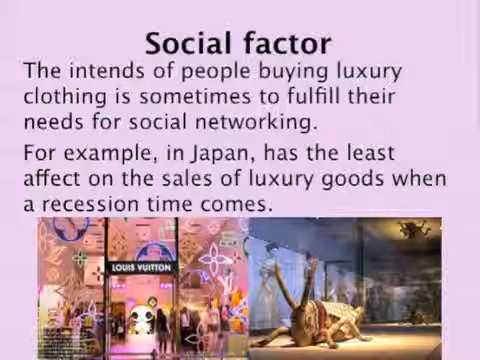 Social factor
The intends of people buying luxury
clothing is sometimes to fulfill their
needs for social networking.
For example, in Japan, has the least
affect on the sales of luxury goods when
a recession time comes.
LOUIS VUITTON